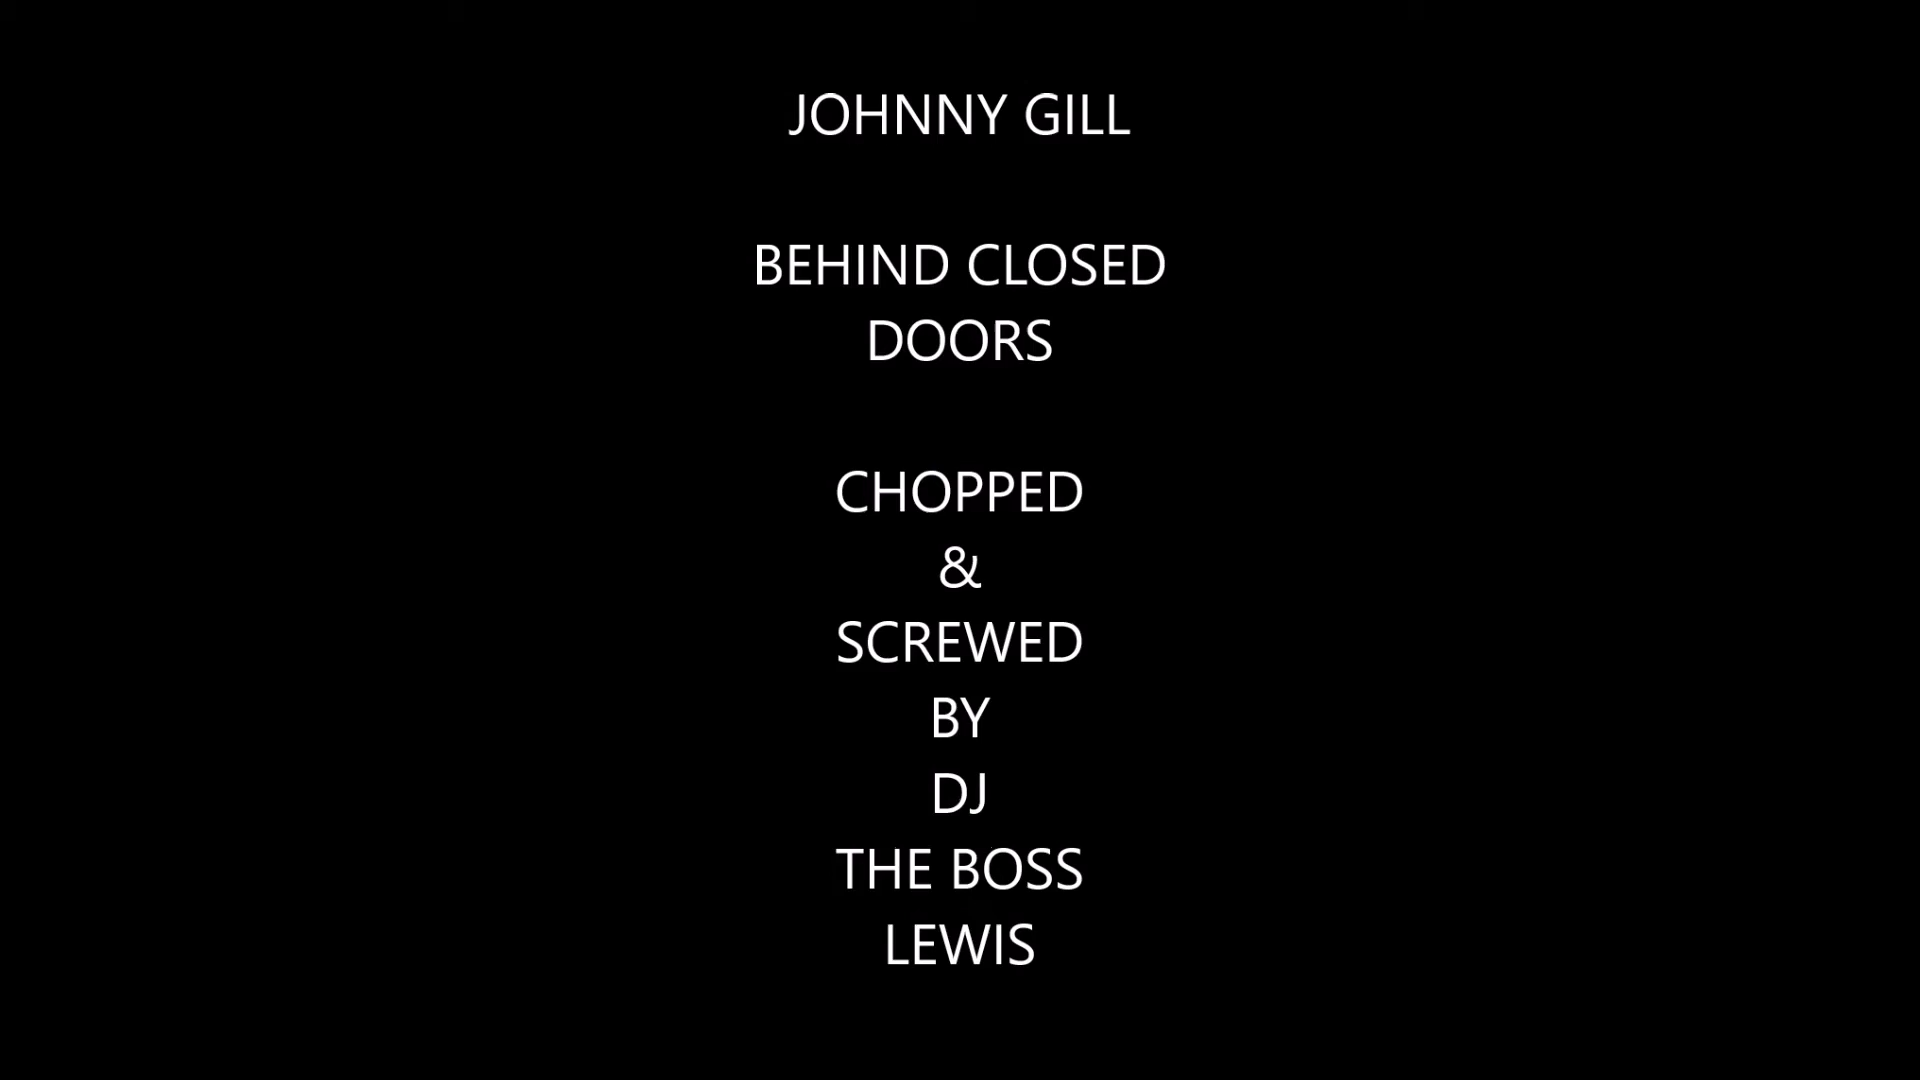 JOHNNY GILL
BEHIND CLOSED
DOORS
CHOPPED
&
SCREWED
BY
DJ
THE BOSS
LEWIS